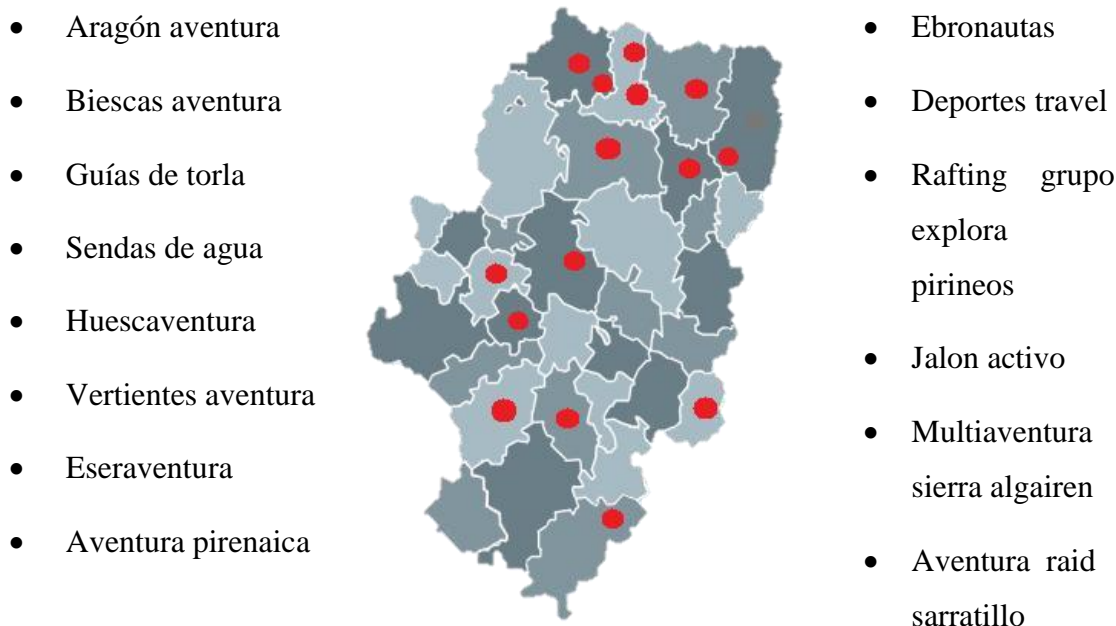 • Aragón aventura
• Biescas aventura
• Guías de torla
• Sendas de agua
• Huescaventura
• Vertientes aventura
• Eseraventura
• Aventura pirenaica
• Ebronautas
• Deportes travel
• Rafting grupo
explora
pirineos
• Jalon activo
• Multiaventura
sierra algairen
• Aventura raid
sarratillo